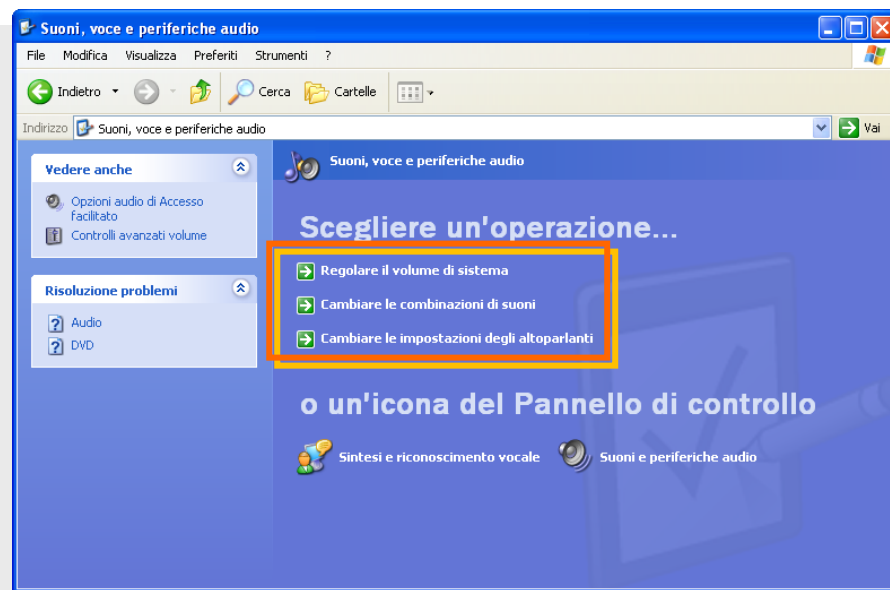 Suoni, voce e periferiche audio
File Modifica Visualizza Preferiti Strumenti ?
Indietro Cerca Cartelle
Indirizzo Suoni, voce e periferiche audio Vai
Vedere anche
Opzioni audio di Accesso
facilitato
Controlli avanzati volume
Risoluzione problemi
Audio
DVD
Suoni, voce e periferiche audio
Scegliere un'operazione...
Regolare il volume di sistema
Cambiare le combinazioni di suoni
Cambiare le impostazioni degli altoparlanti
o un'icona del Pannello di controllo
Sintesi e riconoscimento vocale Suoni e periferiche audio